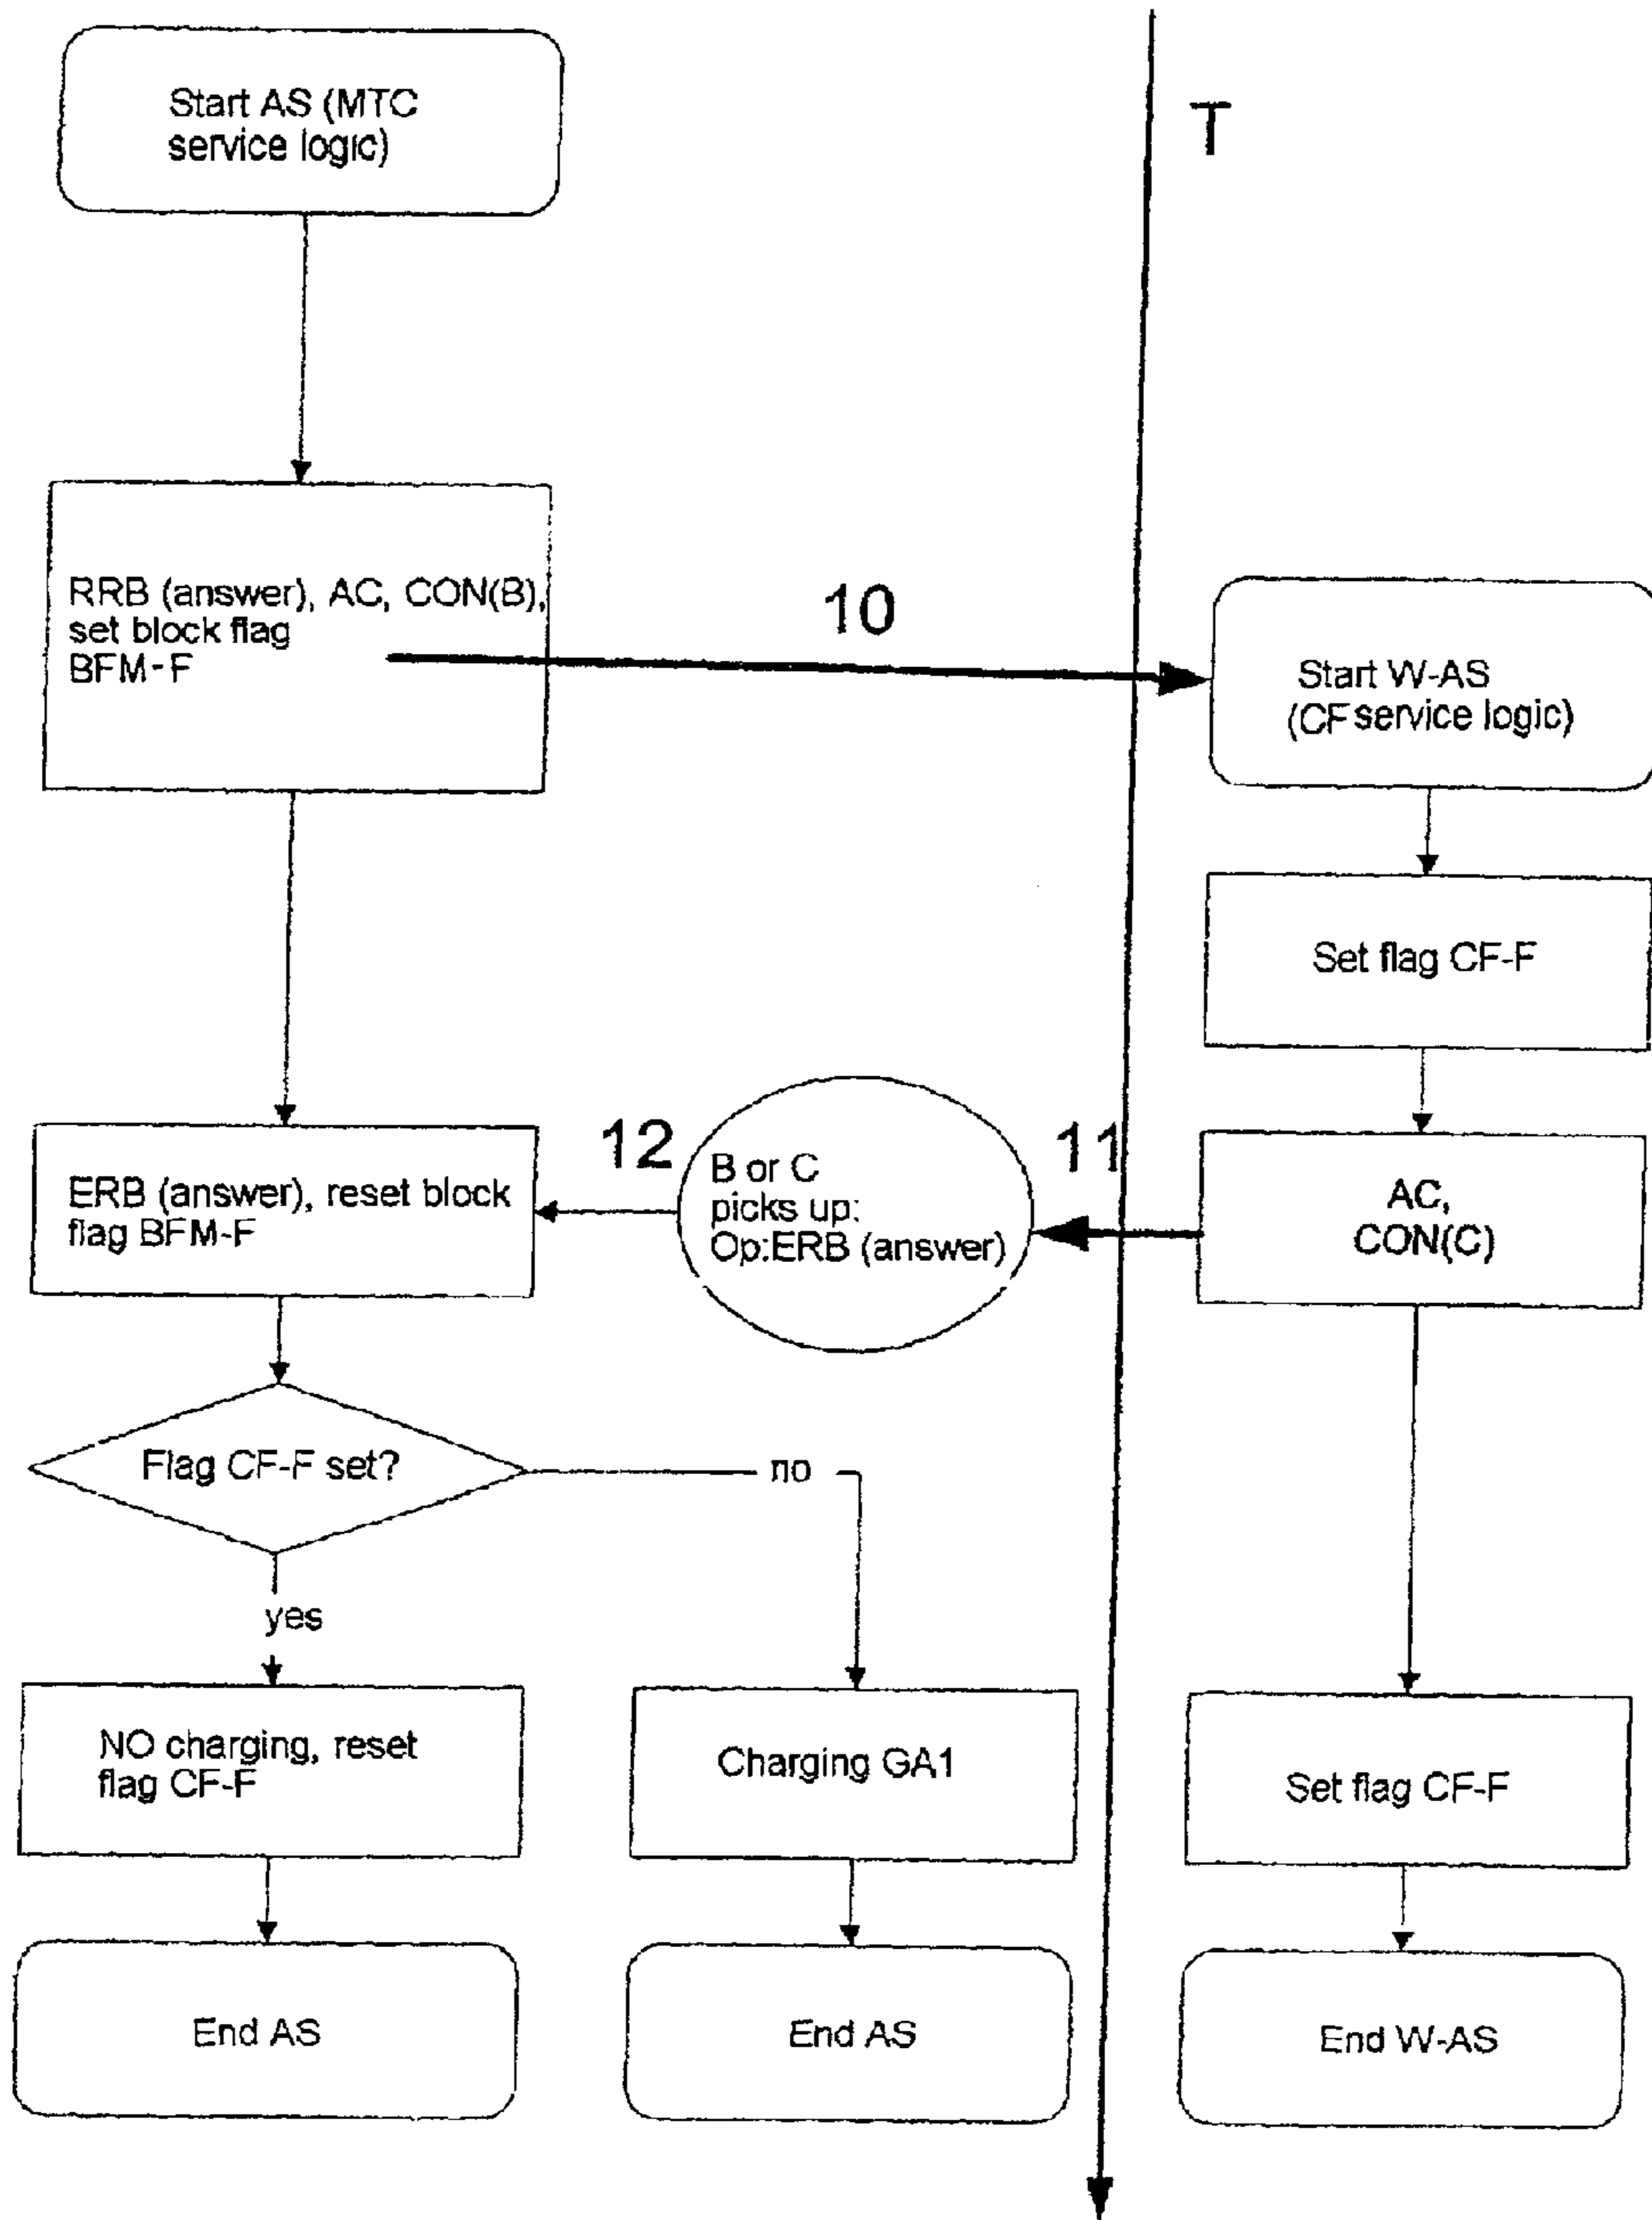 Start AS (MTC
service logic)
T
RRB (answer), AC, CON(B),
set block flag
BFM-F
10
Start W-AS
(CF service logic)
Set flag CF-F
12
B or C
picks up:
Op:ERB (answer)
11
ERB (answer), reset block
flag BFM-F
AC,
CON(C)
Flag CF-F set?
no
yes
NO charging, reset
flag CF-F
Charging GA1
Set flag CF-F
End AS
End AS
End W-AS